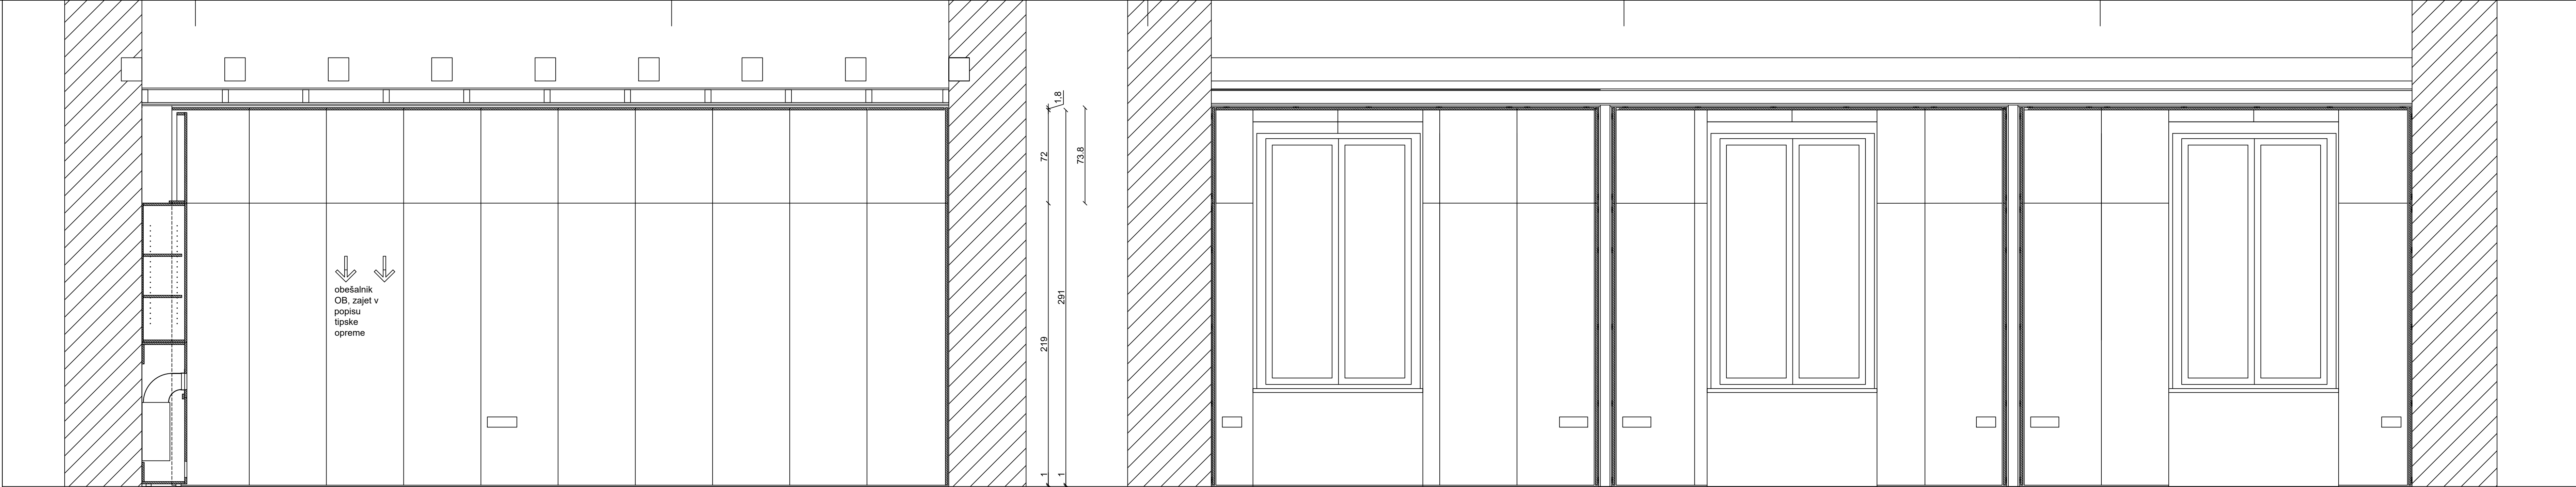 obešalnik
OB, zajet v
popisu
tipske
opreme
1,8
72
73.8
291
219
1
1